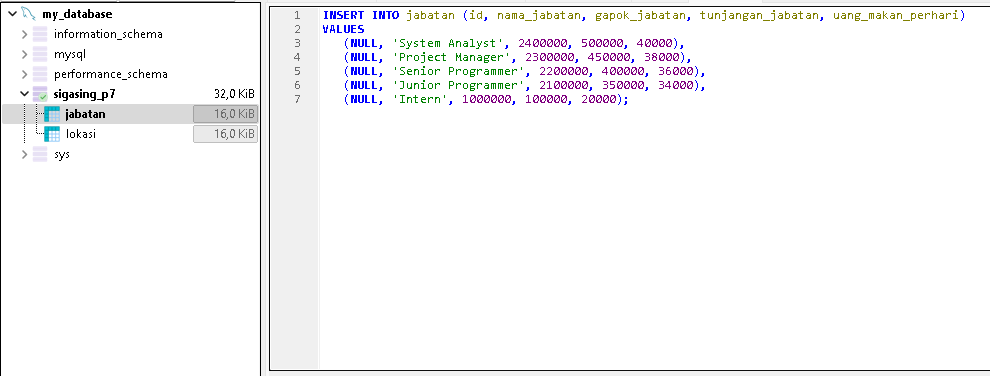 my_database
information_schema
mysql
performance_schema
sigasing_p7 32,0 KiB
jabatan 16,0 KiB
lokasi 16,0 KiB
sys
1 INSERT INTO jabatan (id, nama_jabatan, gapok_jabatan, tunjangan_jabatan, uang_makan_perhari)
2 VALUES
3 (NULL, 'System Analyst', 2400000, 500000, 40000),
4 (NULL, 'Project Manager', 2300000, 450000, 38000),
5 (NULL, 'Senior Programmer', 2200000, 400000, 36000),
6 (NULL, 'Junior Programmer', 2100000, 350000, 34000),
7 (NULL, 'Intern', 1000000, 100000, 20000);